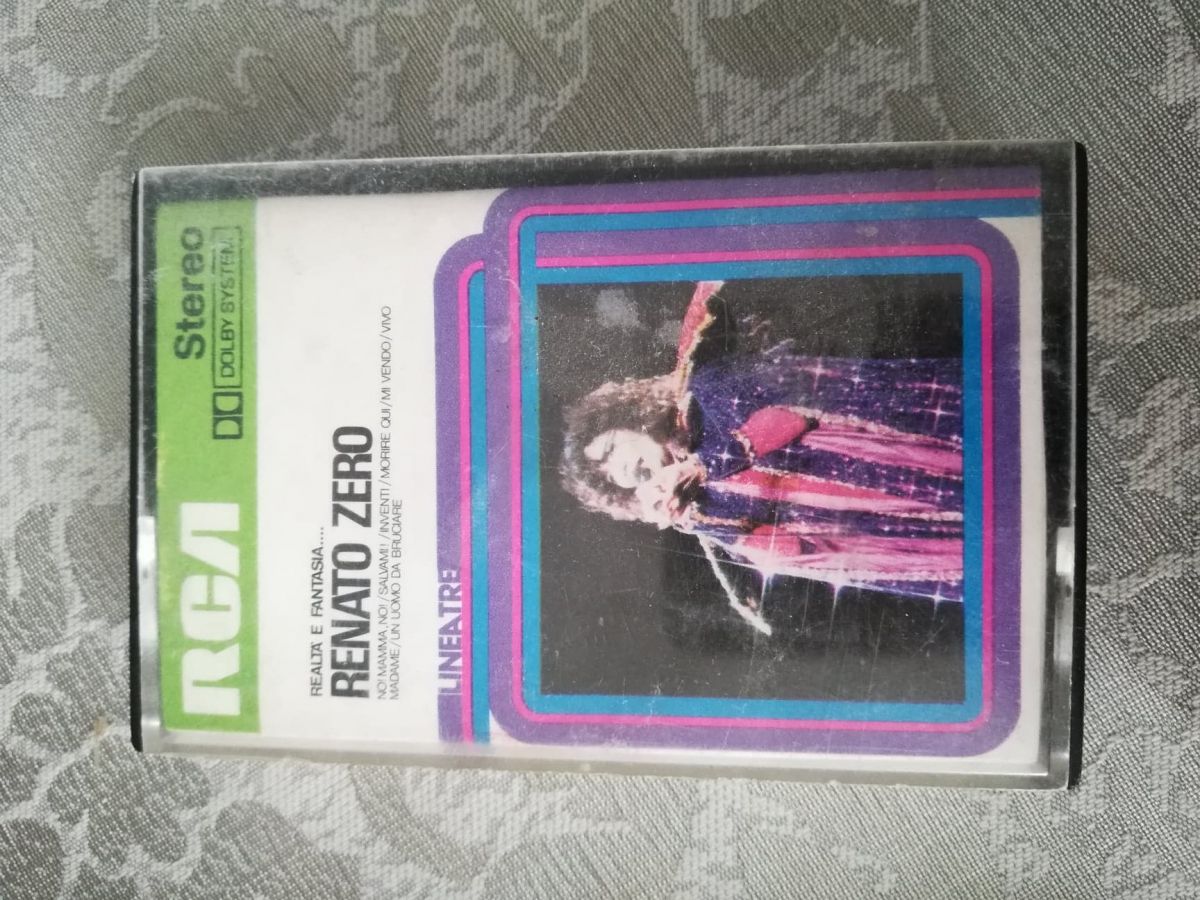 RCA
Stereo
DOLBY SYSTEM
REALTA' E FANTASIA.....
RENATO ZERO
NO! MAMMA, NO! / SALVAMI! / INVENTI / MORIRE QUI / MI VENDO / VIVO
MADAME / UN UOMO DA BRUCIARE
LINEATRE